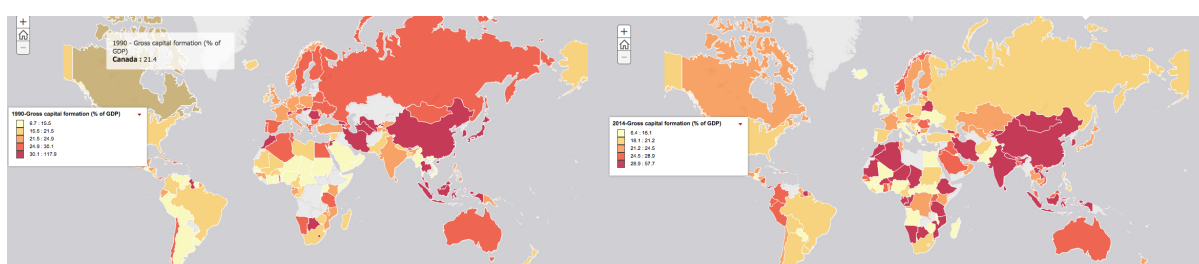 1990 - Gross capital formation (% of
GDP)
Canada : 21.4
1990-Gross capital formation (% of GDP)
6.7 : 15.5
15.5 : 21.5
21.5 : 24.9
24.9 : 30.1
30.1 : 117.9
2014-Gross capital formation (% of GDP)
6.4 : 18.1
18.1 : 21.2
21.2 : 24.5
24.5 : 28.9
28.9 : 57.7